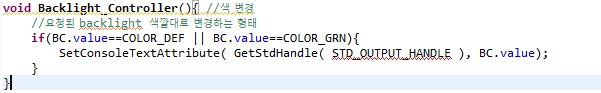 void Backlight_Controller(){ //색 변경
//요청된 backlight 색깔대로 변경하는 형태
if(BC.value==COLOR_DEF || BC.value==COLOR_GRN){
SetConsoleTextAttribute( GetStdHandle( STD_OUTPUT_HANDLE ), BC.value);
}
}